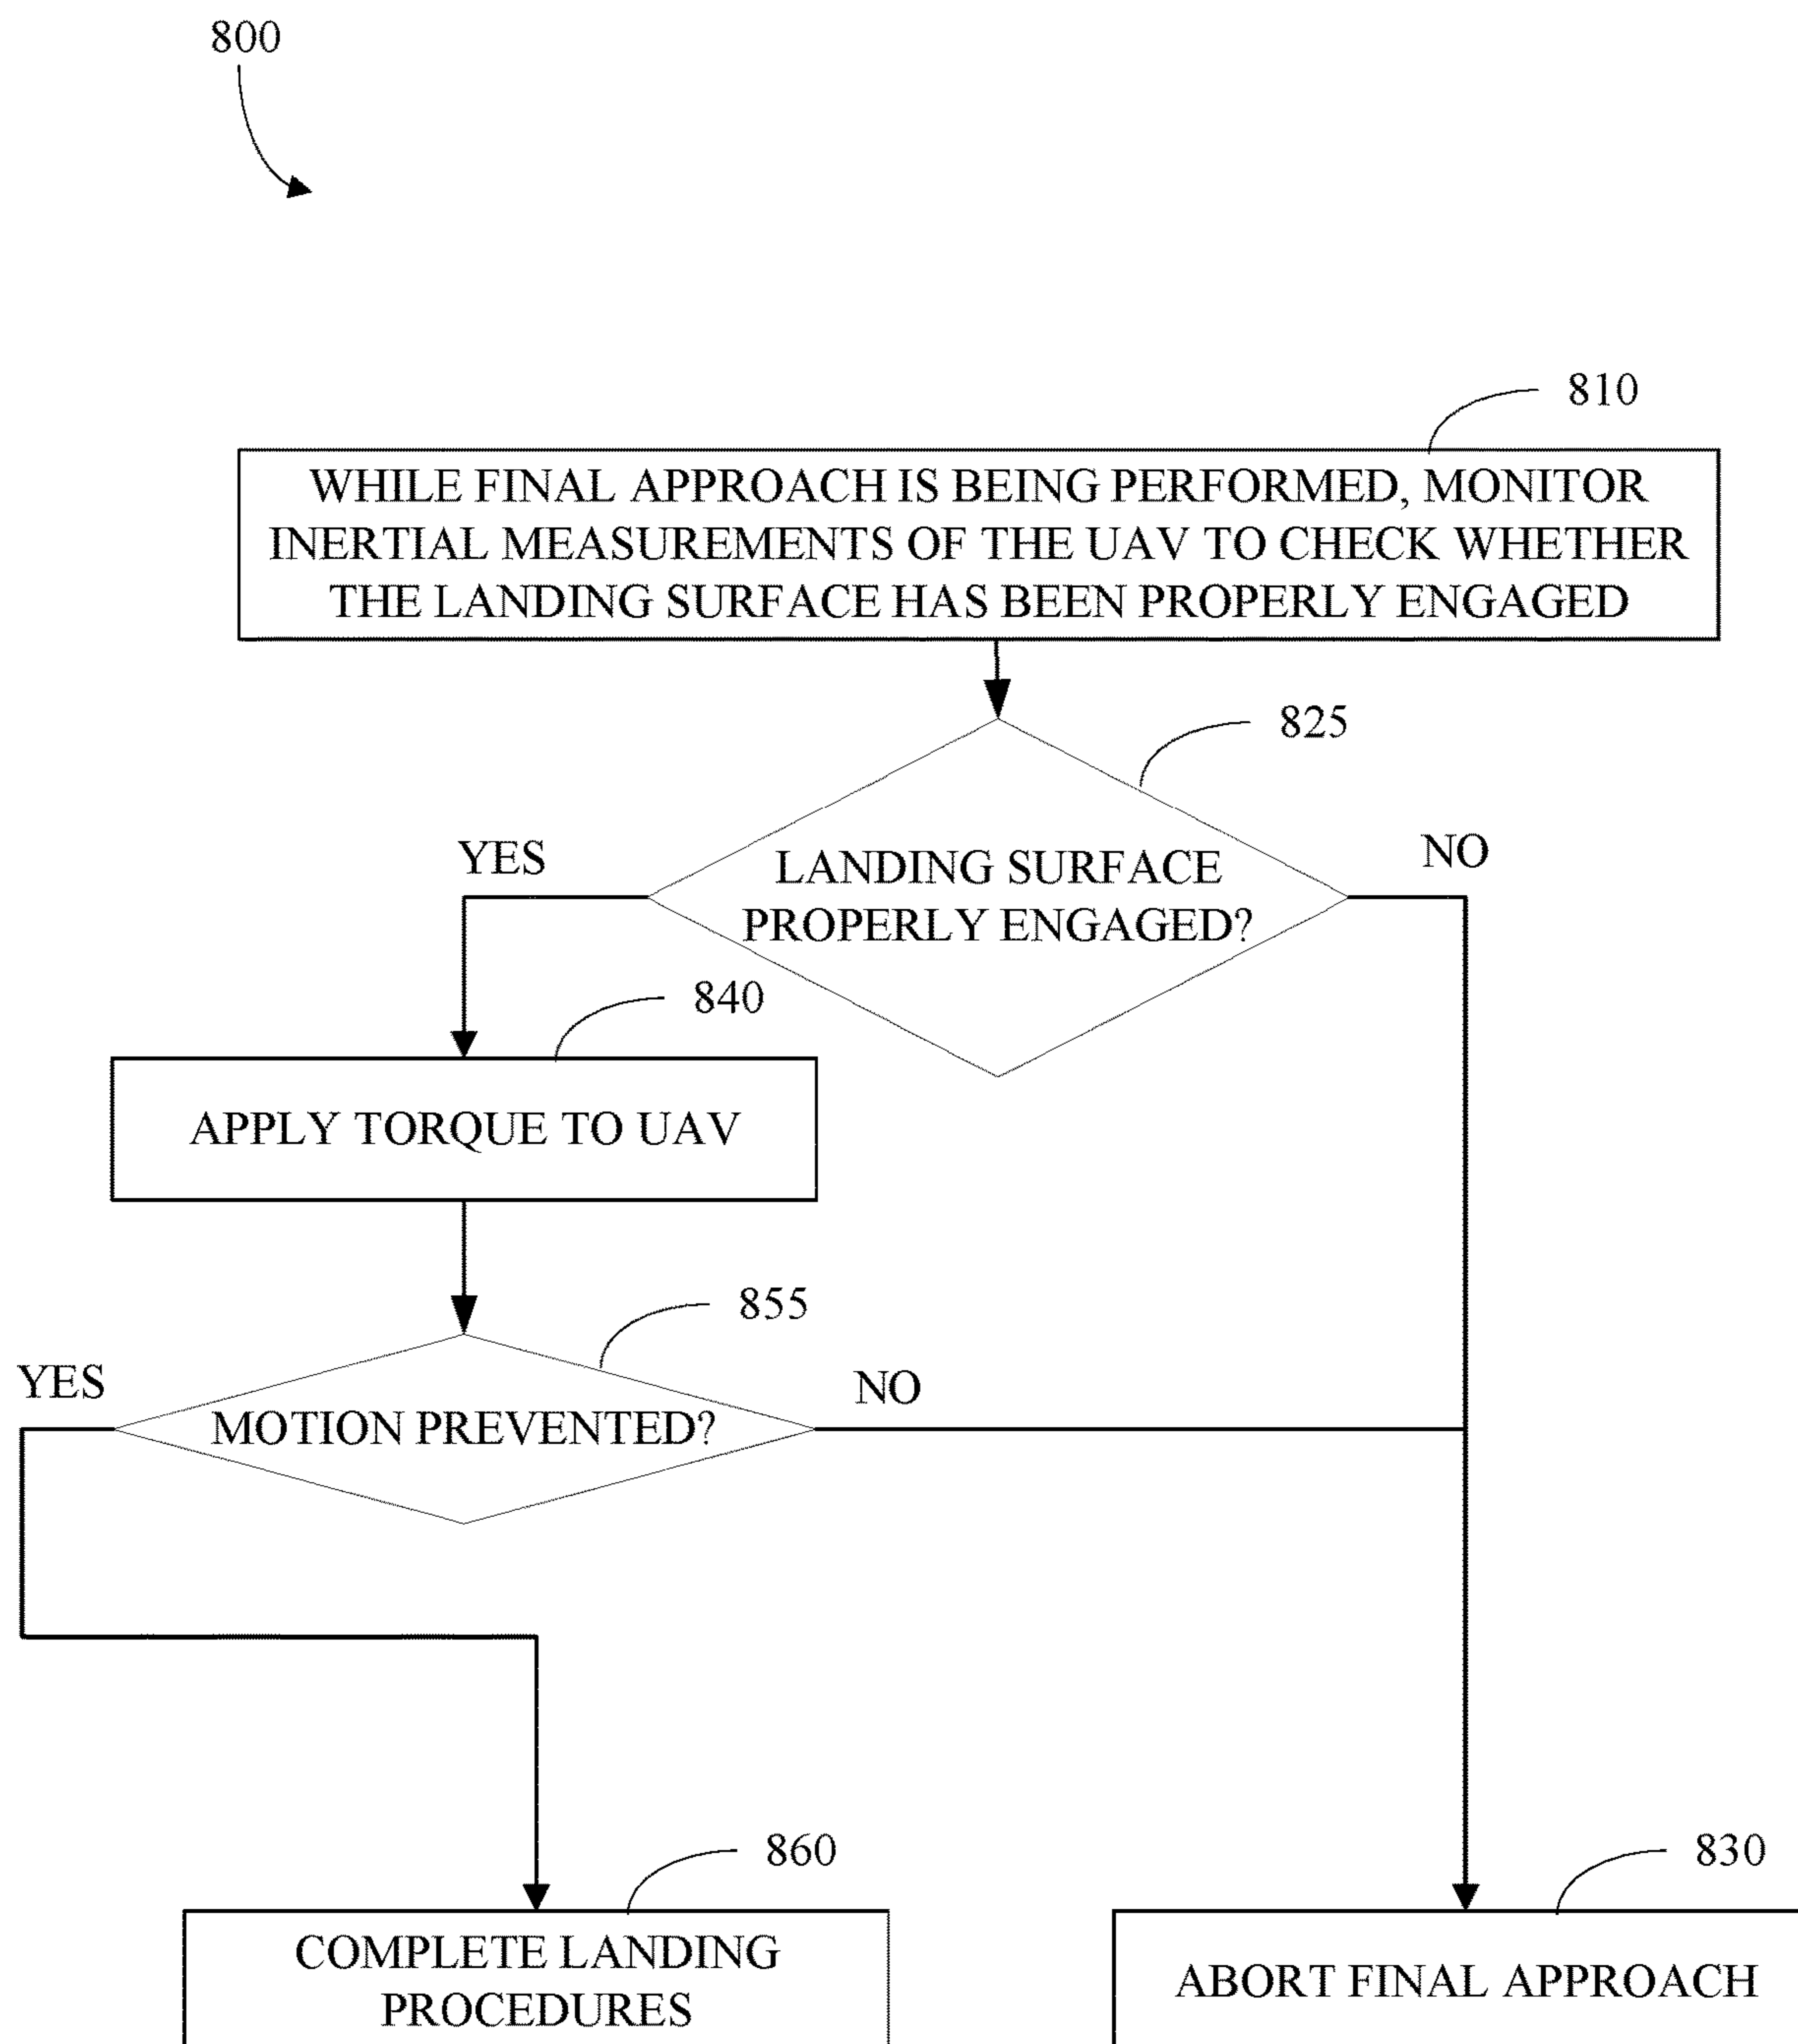 800
810
WHILE FINAL APPROACH IS BEING PERFORMED, MONITOR
INERTIAL MEASUREMENTS OF THE UAV TO CHECK WHETHER
THE LANDING SURFACE HAS BEEN PROPERLY ENGAGED
825
YES
NO
LANDING SURFACE
PROPERLY ENGAGED?
840
APPLY TORQUE TO UAV
855
YES
NO
MOTION PREVENTED?
860
830
COMPLETE LANDING
PROCEDURES
ABORT FINAL APPROACH